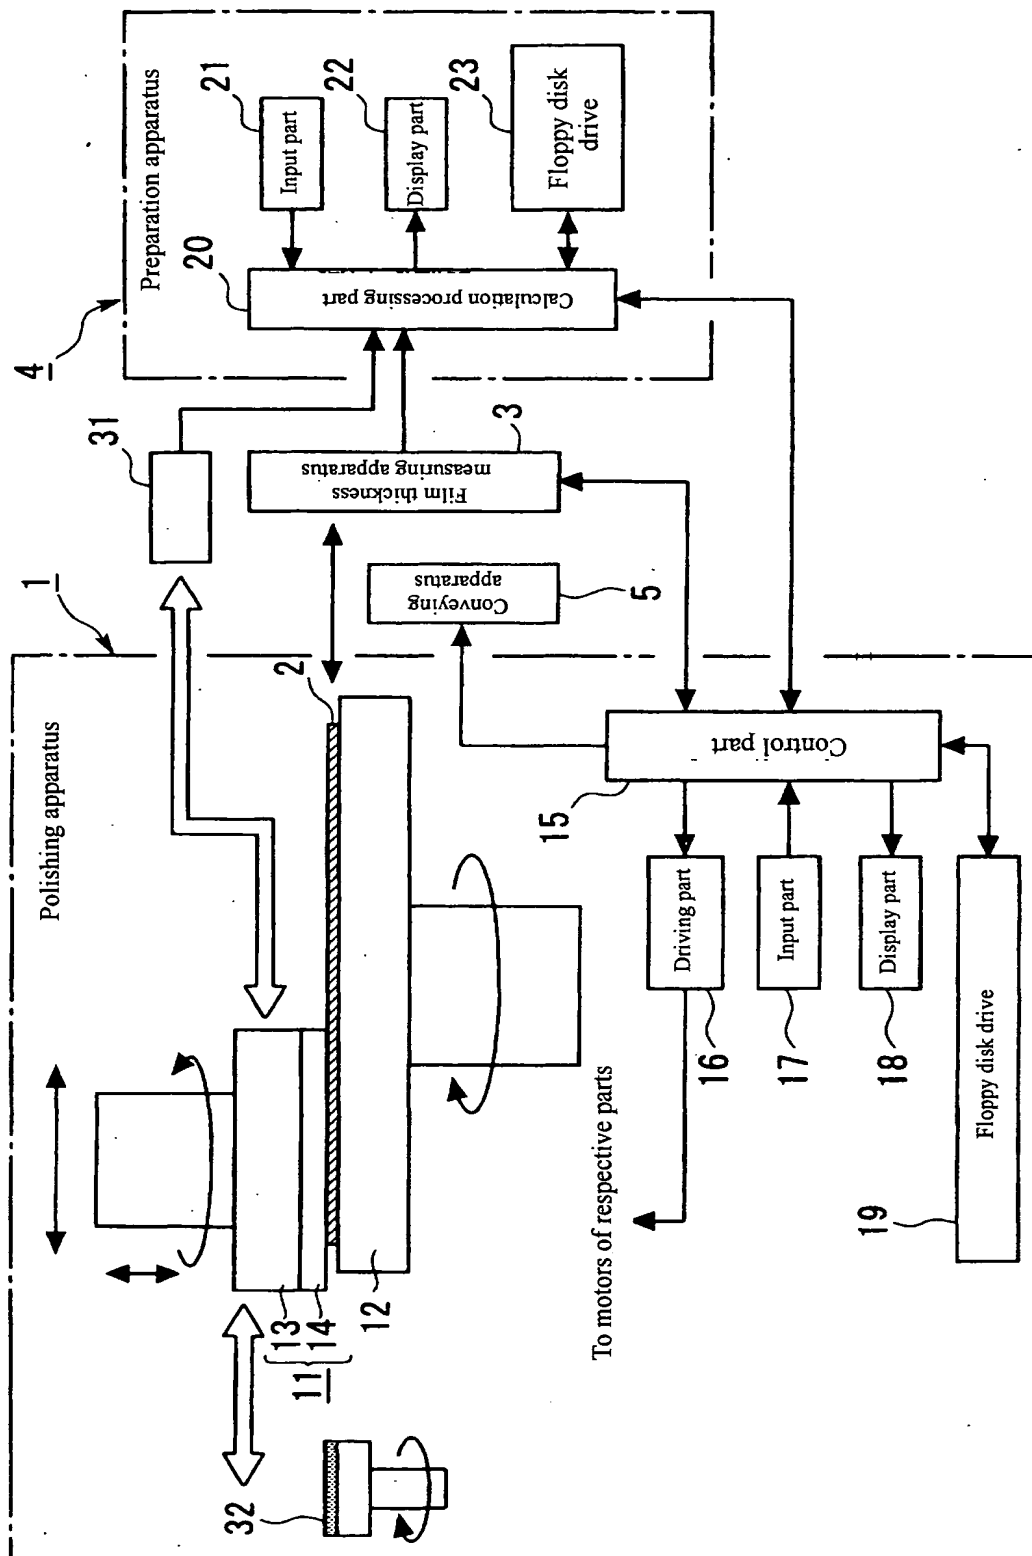 Polishing apparatus
1
31
4
Preparation apparatus
20
Calculation processing part
21
Input part
22
Display part
23
Floppy disk
drive
Film thickness
measuring apparatus
3
Conveying
apparatus
5
2
32
13
14
11
12
15
Control part
16
Driving part
17
Input part
18
Display part
19
Floppy disk drive
To motors of respective parts